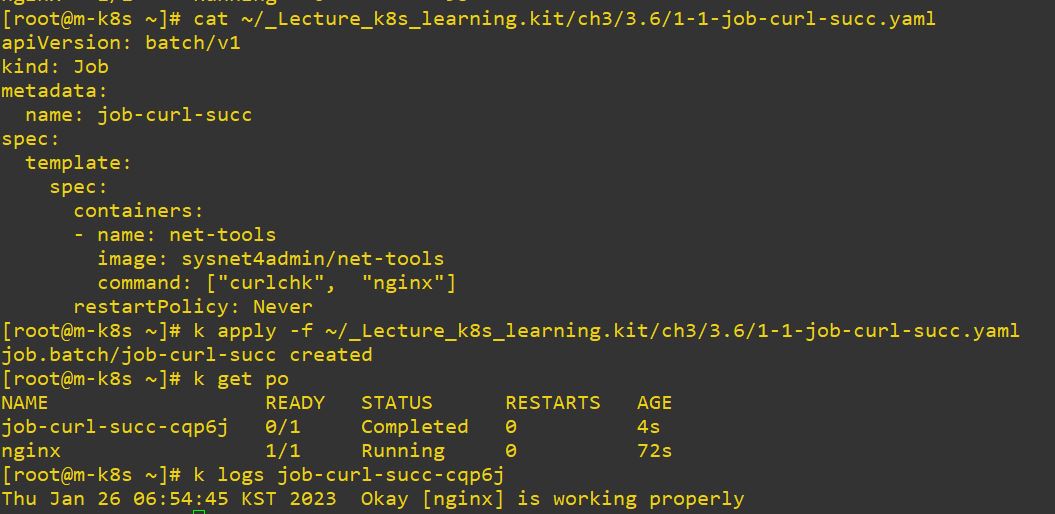 [root@m-k8s ~]# cat ~/_Lecture_k8s_learning.kit/ch3/3.6/1-1-job-curl-succ.yaml
apiVersion: batch/v1
kind: Job
metadata:
  name: job-curl-succ
spec:
  template:
    spec:
      containers:
      - name: net-tools
        image: sysnet4admin/net-tools
        command: ["curlchk",  "nginx"]
      restartPolicy: Never
[root@m-k8s ~]# k apply -f ~/_Lecture_k8s_learning.kit/ch3/3.6/1-1-job-curl-succ.yaml
job.batch/job-curl-succ created
[root@m-k8s ~]# k get po
NAME                  READY   STATUS      RESTARTS   AGE
job-curl-succ-cqp6j   0/1     Completed   0          4s
nginx                 1/1     Running     0          72s
[root@m-k8s ~]# k logs job-curl-succ-cqp6j
Thu Jan 26 06:54:45 KST 2023  Okay [nginx] is working properly